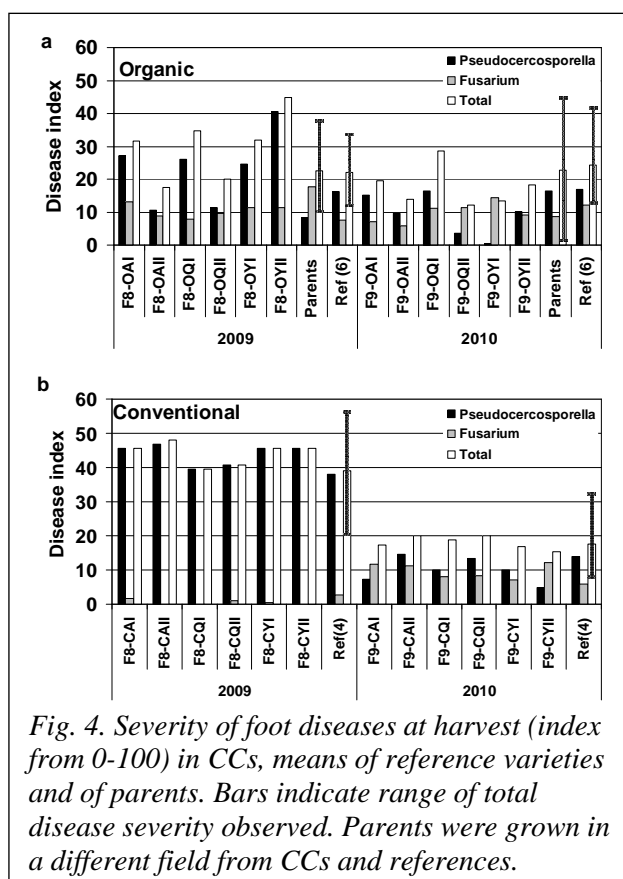 a
60
50
40
30
20
10
0
Disease index
Organic
Pseudocercosporella
Fusarium
Total
F8-OAI
F8-OAII
F8-OQI
F8-OQII
F8-OYI
F8-OYII
Parents
Ref (6)
F9-OAI
F9-OAII
F9-OQI
F9-OQII
F9-OYI
F9-OYII
Parents
Ref (6)
2009
2010
b
60
50
40
30
20
10
0
Disease index
Conventional
Pseudocercosporella
Fusarium
Total
F8-CAI
F8-CAII
F8-CQI
F8-CQII
F8-CYI
F8-CYII
Ref(4)
F9-CAI
F9-CAII
F9-CQI
F9-CQII
F9-CYI
F9-CYII
Ref(4)
2009
2010
Fig. 4. Severity of foot diseases at harvest (index
from 0-100) in CCs, means of reference varieties
and of parents. Bars indicate range of total
disease severity observed. Parents were grown in
a different field from CCs and references.